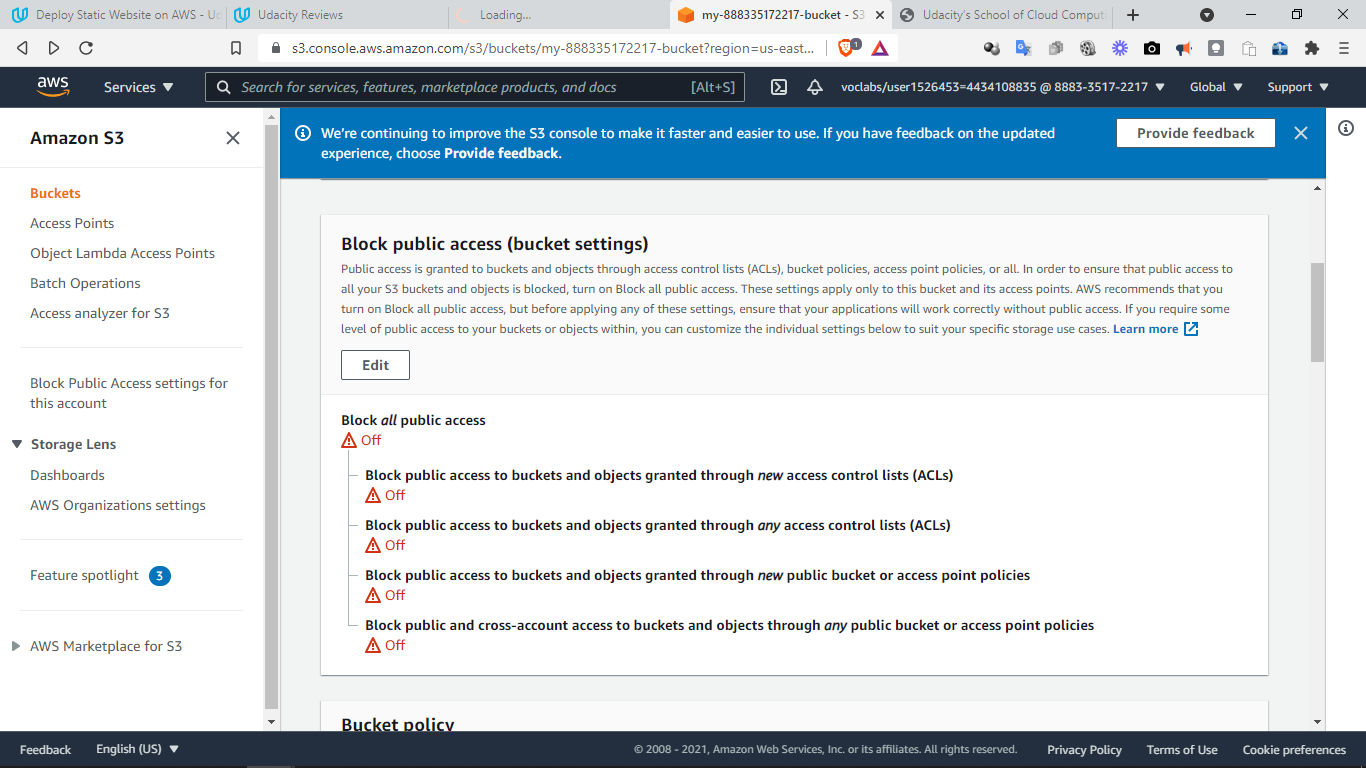 Deploy Static Website on AWS - Ud
Udacity Reviews
Loading...
my-888335172217-bucket - S3
Udacity's School of Cloud Comput
s3.console.aws.amazon.com/s3/buckets/my-888335172217-bucket?region=us-east...
1
aws
Services
Search for services, features, marketplace products, and docs
[Alt+S]
voclabs/user1526453=4434108835 @ 8883-3517-2217
Global
Support
Amazon S3
Buckets
Access Points
Object Lambda Access Points
Batch Operations
Access analyzer for S3
Block Public Access settings for
this account
Storage Lens
Dashboards
AWS Organizations settings
Feature spotlight 3
AWS Marketplace for S3
We're continuing to improve the S3 console to make it faster and easier to use. If you have feedback on the updated
experience, choose Provide feedback.
Provide feedback
Block public access (bucket settings)
Public access is granted to buckets and objects through access control lists (ACLs), bucket policies, access point policies, or all. In order to ensure that public access to
all your S3 buckets and objects is blocked, turn on Block all public access. These settings apply only to this bucket and its access points. AWS recommends that you
turn on Block all public access, but before applying any of these settings, ensure that your applications will work correctly without public access. If you require some
level of public access to your buckets or objects within, you can customize the individual settings below to suit your specific storage use cases. Learn more
Edit
Block all public access
Off
Block public access to buckets and objects granted through new access control lists (ACLs)
Off
Block public access to buckets and objects granted through any access control lists (ACLs)
Off
Block public access to buckets and objects granted through new public bucket or access point policies
Off
Block public and cross-account access to buckets and objects through any public bucket or access point policies
Off
Bucket policy
Feedback
English (US)
© 2008 - 2021, Amazon Web Services, Inc. or its affiliates. All rights reserved.
Privacy Policy
Terms of Use
Cookie preferences